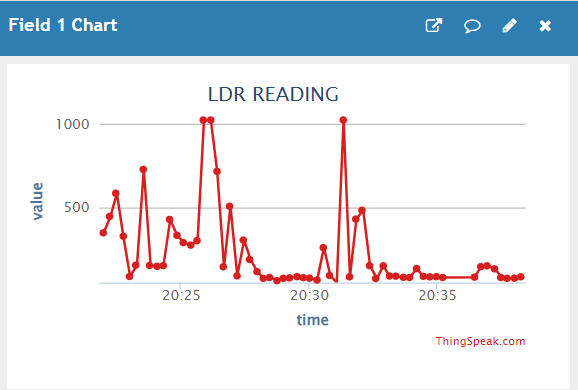 Field 1 Chart
LDR READING
1000
500
value
20:25 20:30 20:35
time
ThingSpeak.com